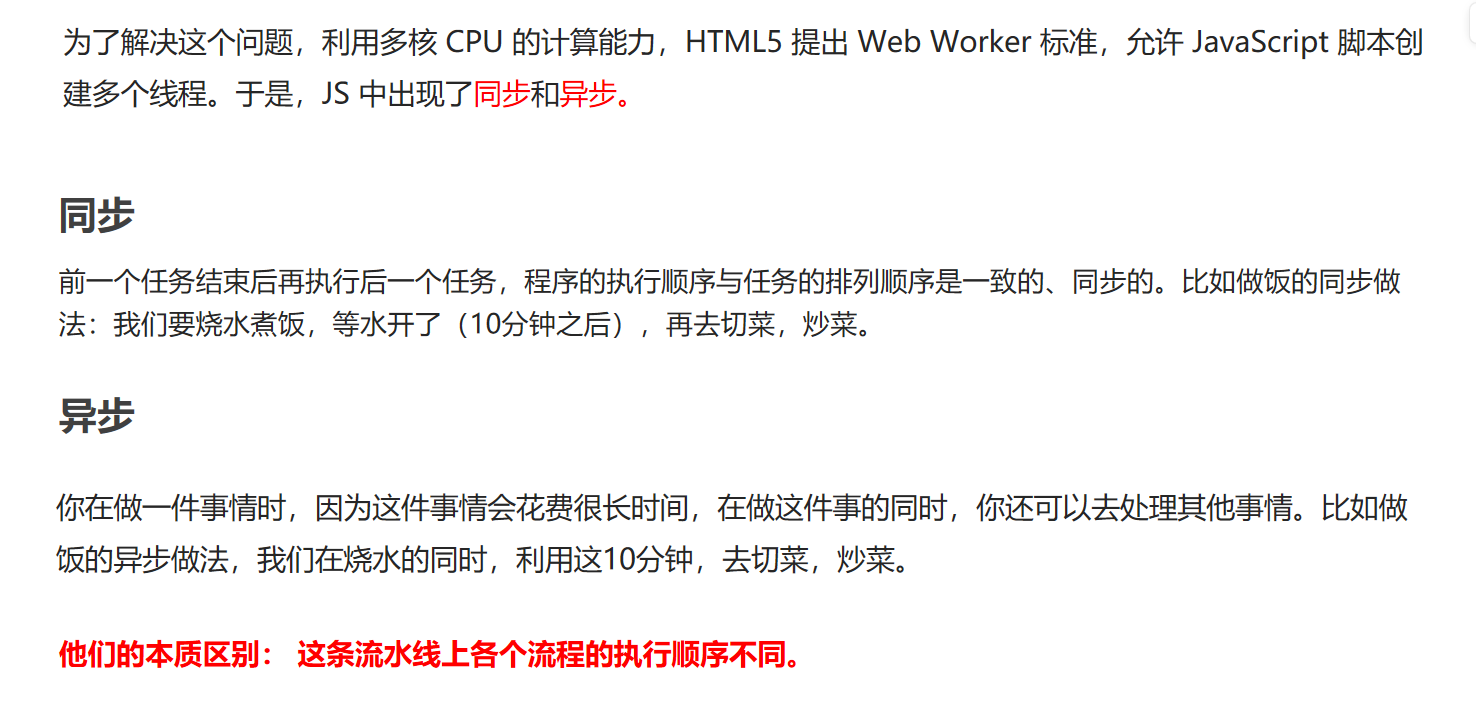 为了解决这个问题，利用多核 CPU 的计算能力，HTML5 提出 Web Worker 标准，允许 JavaScript 脚本创
建多个线程。于是，JS 中出现了同步和异步。
同步
前一个任务结束后再执行后一个任务，程序的执行顺序与任务的排列顺序是一致的、同步的。比如做饭的同步做
法：我们要烧水煮饭，等水开了（10分钟之后），再去切菜，炒菜。
异步
你在做一件事情时，因为这件事情会花费很长时间，在做这件事的同时，你还可以去处理其他事情。比如做
饭的异步做法，我们在烧水的同时，利用这10分钟，去切菜，炒菜。
他们的本质区别： 这条流水线上各个流程的执行顺序不同。